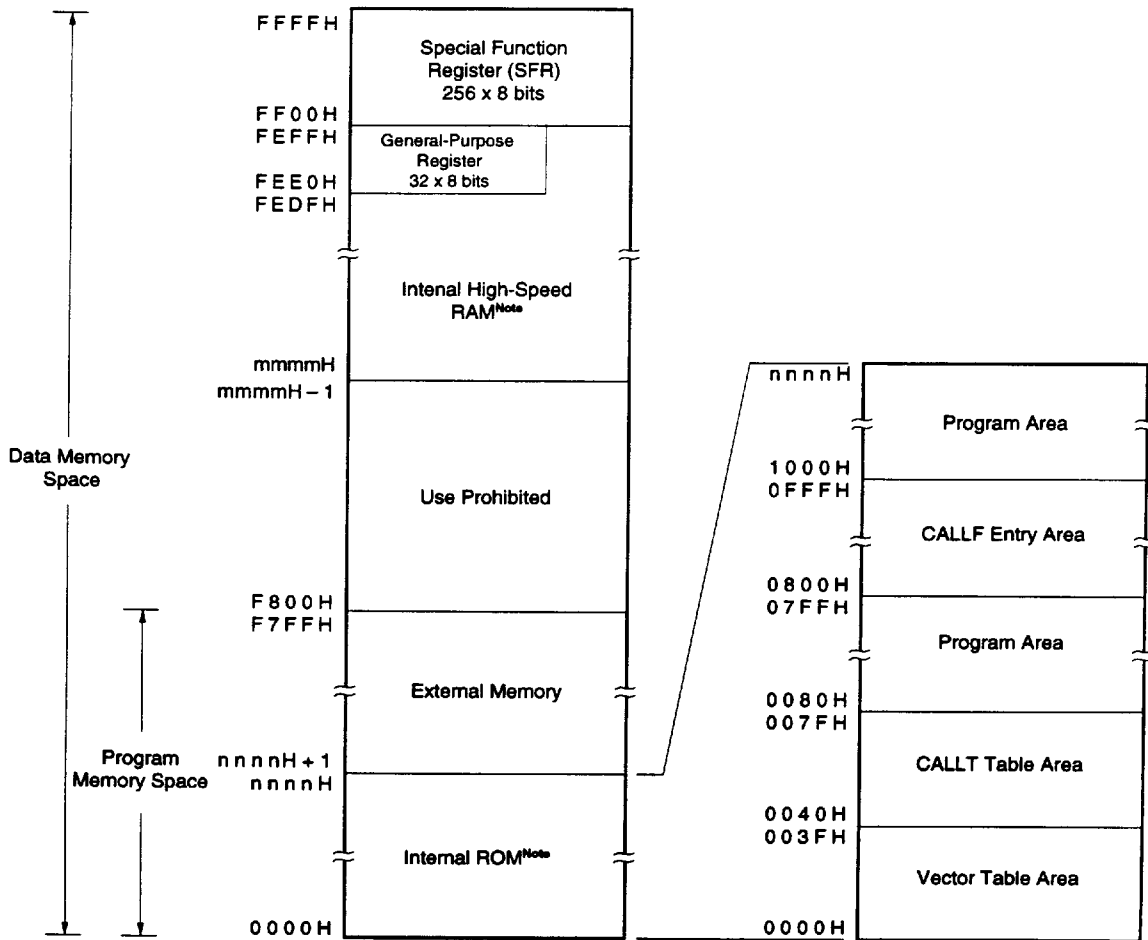 FFFFH
Special Function
Register (SFR)
256 x 8 bits
FF00H
FEFFH
General-Purpose
Register
32 x 8 bits
FEE0H
FEDFH
Intenal High-Speed
RAMNote
mmmmH
mmmmH – 1
Data Memory
Space
Use Prohibited
F800H
F7FFH
External Memory
Program
Memory Space
nnnnH + 1
nnnnH
Internal ROMNote
0000H
nnnnH
Program Area
1000H
0FFFH
CALLF Entry Area
0800H
07FFH
Program Area
0080H
007FH
CALLT Table Area
0040H
003FH
Vector Table Area
0000H